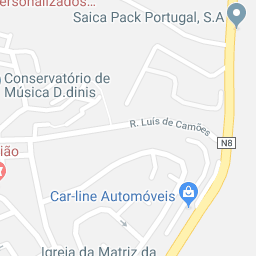 ersonalizados...
Saica Pack Portugal, S.A
Conservatório de
Música D.dinis
R. Luis de Camões
N8
ião
Car-line Automóveis
Igreja da Matriz da